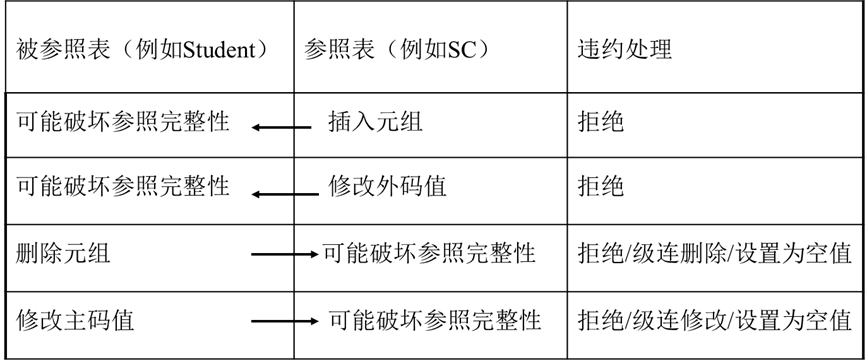 被参照表（例如Student） 参照表（例如SC） 违约处理
可能破坏参照完整性 插入元组 拒绝
可能破坏参照完整性 修改外码值 拒绝
删除元组 可能破坏参照完整性 拒绝/级连删除/设置为空值
修改主码值 可能破坏参照完整性 拒绝/级连修改/设置为空值